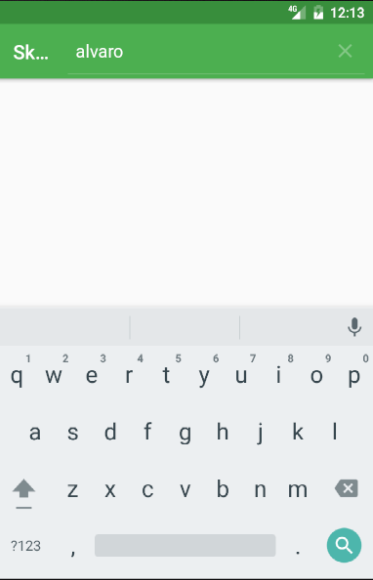 4G 12:13
Sk... alvaro
1 2 3 4 5 6 7 8 9 0
q w e r t y u i o p
a s d f g h j k l
z x c v b n m
?123 , .